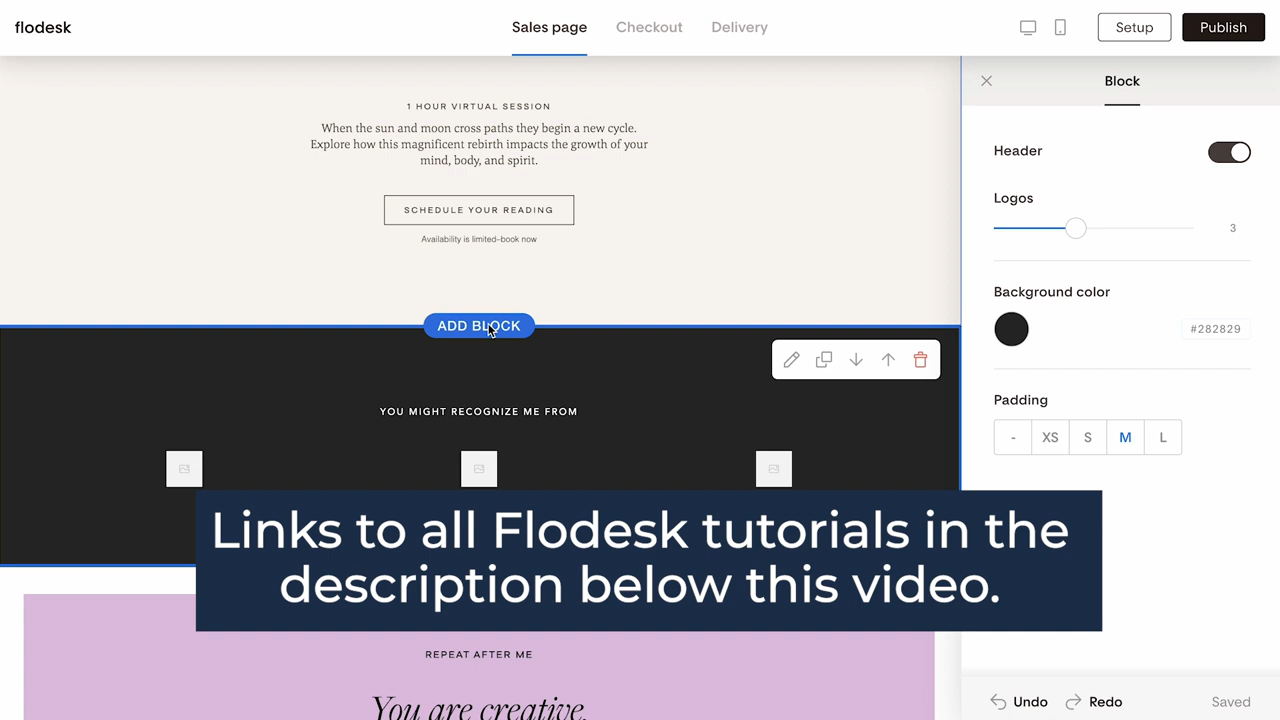 flodesk
Sales page
Checkout
Delivery
Setup
Publish
1 HOUR VIRTUAL SESSION
When the sun and moon cross paths they begin a new cycle.
Explore how this magnificent rebirth impacts the growth of your
mind, body, and spirit.
SCHEDULE YOUR READING
Availability is limited–book now
ADD BLOCK
YOU MIGHT RECOGNIZE ME FROM
Links to all Flodesk tutorials in the
description below this video.
REPEAT AFTER ME
You are creative.
Block
Header
Logos
3
Background color
#282829
Padding
- XS S M L
Undo
Redo
Saved